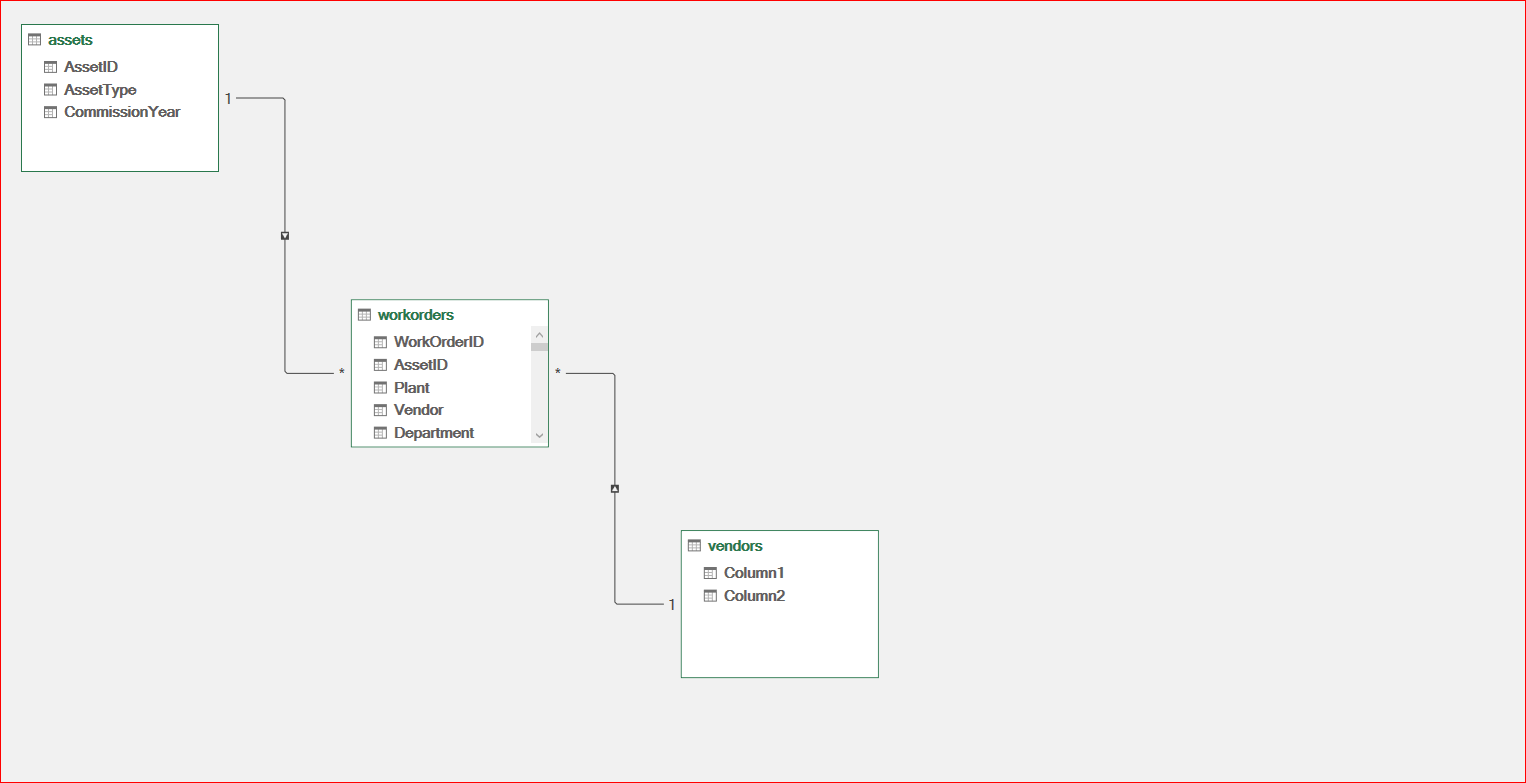 assets
AssetID
AssetType
CommissionYear
1
workorders
WorkOrderID
AssetID
Plant
Vendor
Department
*
*
vendors
Column1
Column2
1